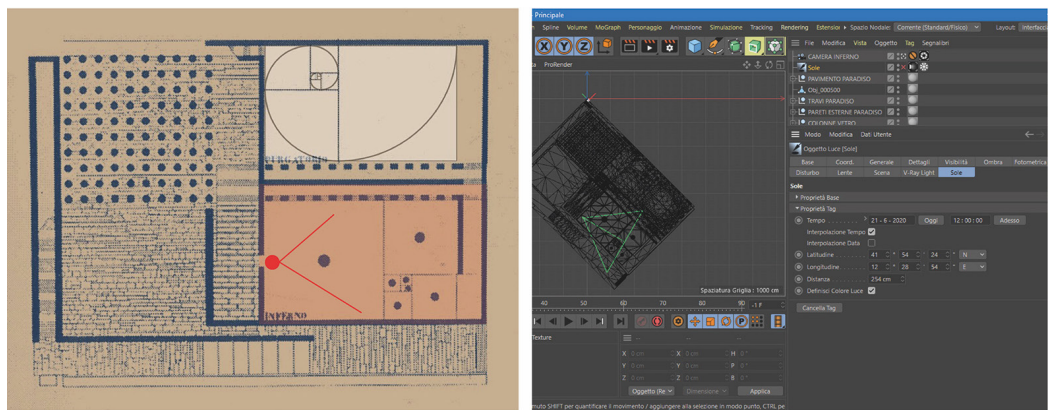 PURGATORIO
INFERNO
Principale
Spline Volume MoGraph Personaggio Animazione Simulazione Tracking Rendering Estensioi Spazio Nodale: Corrente (Standard/Fisico) Layout: Interfacci
X Y Z
File Modifica Vista Oggetto Tag Segnalibri
ProRender
CAMERA INFERNO
Sole
PAVIMENTO PARADISO
Obj_000500
TRAVI PARADISO
PARETI ESTERNE PARADISO
COLONNE VETRO
Modo Modifica Dati Utente
Oggetto Luce [Sole]
Base Coord. Generale Dettagli Visibilità Ombra Fotometrica
Disturbo Lente Scena V-Ray Light Sole
Sole
Proprietà Base
Proprietà Tag
Tempo 21 - 6 - 2020 Oggi 12 : 00 : 00 Adesso
Interpolazione Tempo
Interpolazione Data
Latitudine 41 ° 54 ' 24 " N
Longitudine 12 ° 28 ' 54 " E
Distanza 254 cm
Definisci Colore Luce
Cancella Tag
Spaziatura Griglia : 1000 cm
40 50 60 70 80 90 -1 F
Texture
X 0 cm X 0 cm H 0 °
Y 0 cm Y 0 cm P 0 °
Z 0 cm Z 0 cm B 0 °
Oggetto (Re Dimensione Applica
muto SHIFT per quantificare il movimento / aggiungere alla selezione in modo punto, CTRL pe